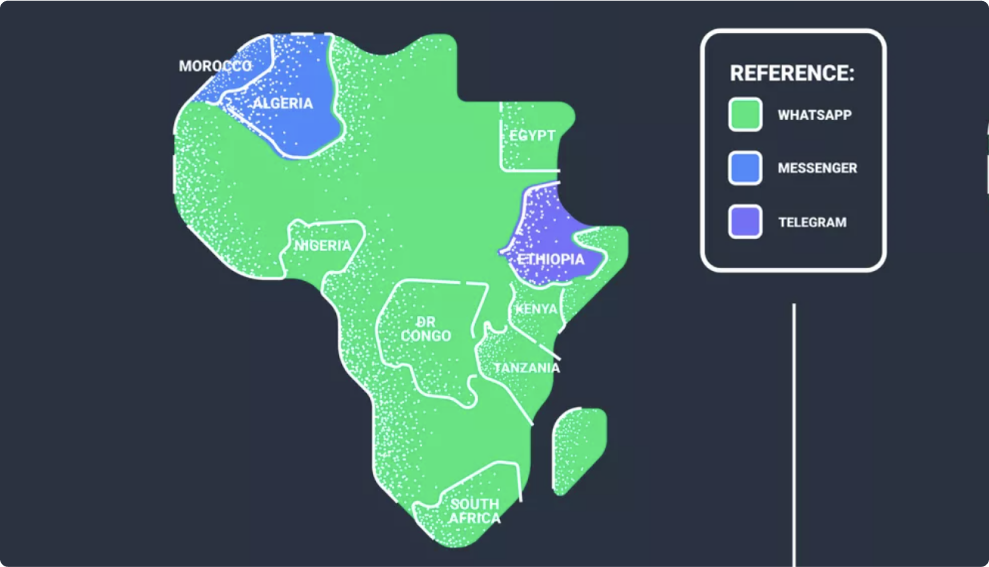 MOROCCO
ALGERIA
EGYPT
NIGERIA
ETHIOPIA
KENYA
DR
CONGO
TANZANIA
SOUTH
AFRICA
REFERENCE:
WHATSAPP
MESSENGER
TELEGRAM